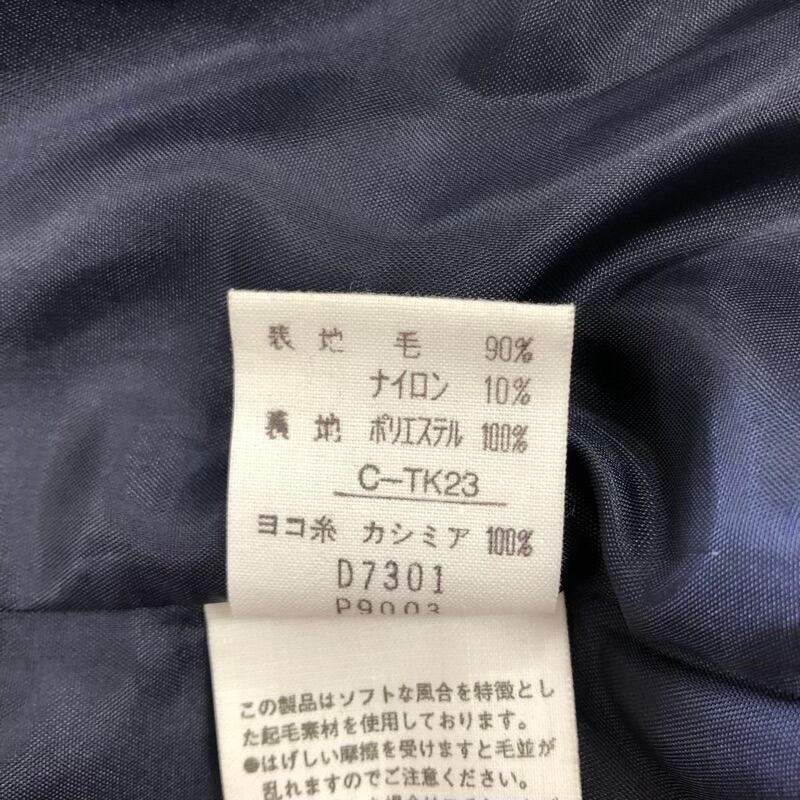 表地 毛 90%
ナイロン 10%
裏地 ポリエステル 100%
C-TK23
ヨコ糸 カシミア 100%
D7301
P9003
この製品はソフトな風合を特徴とし
た起毛素材を使用しております。
●はげしい摩擦を受けますと毛並が
乱れますのでご注意ください。